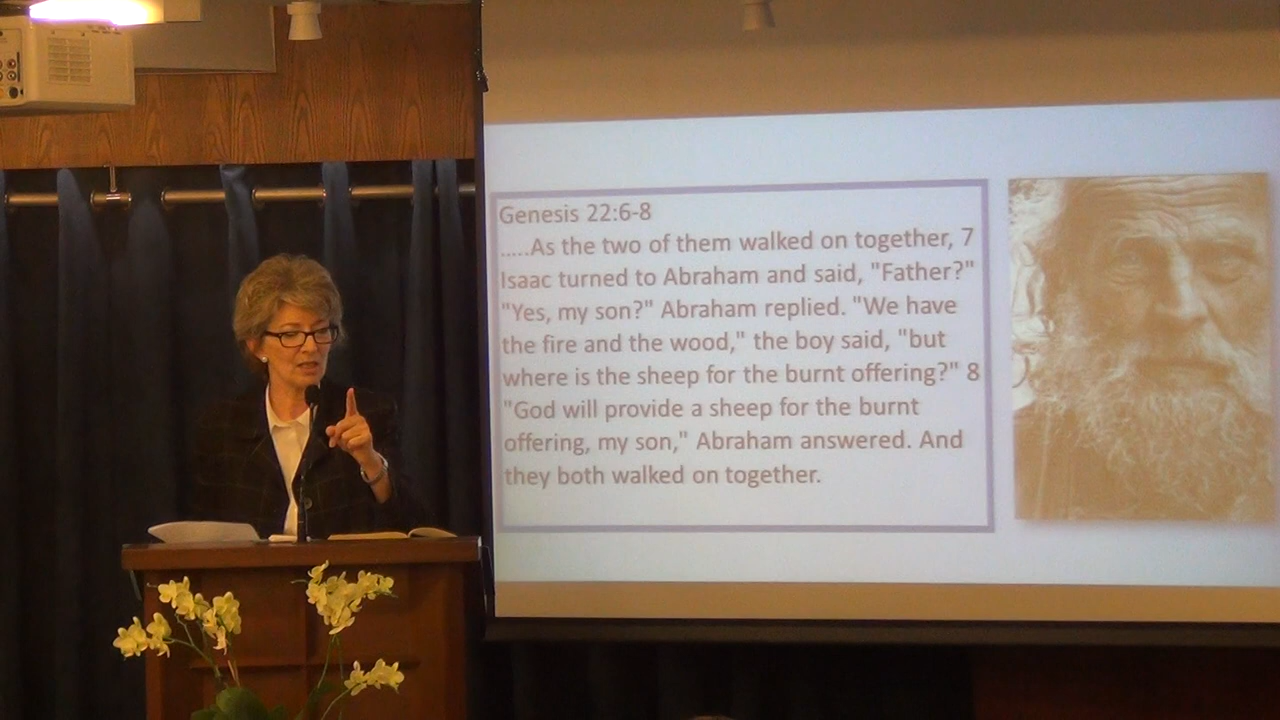 Genesis 22:6-8
.....As the two of them walked on together, 7
Isaac turned to Abraham and said, "Father?"
"Yes, my son?" Abraham replied. "We have
the fire and the wood," the boy said, "but
where is the sheep for the burnt offering?" 8
"God will provide a sheep for the burnt
offering, my son," Abraham answered. And
they both walked on together.